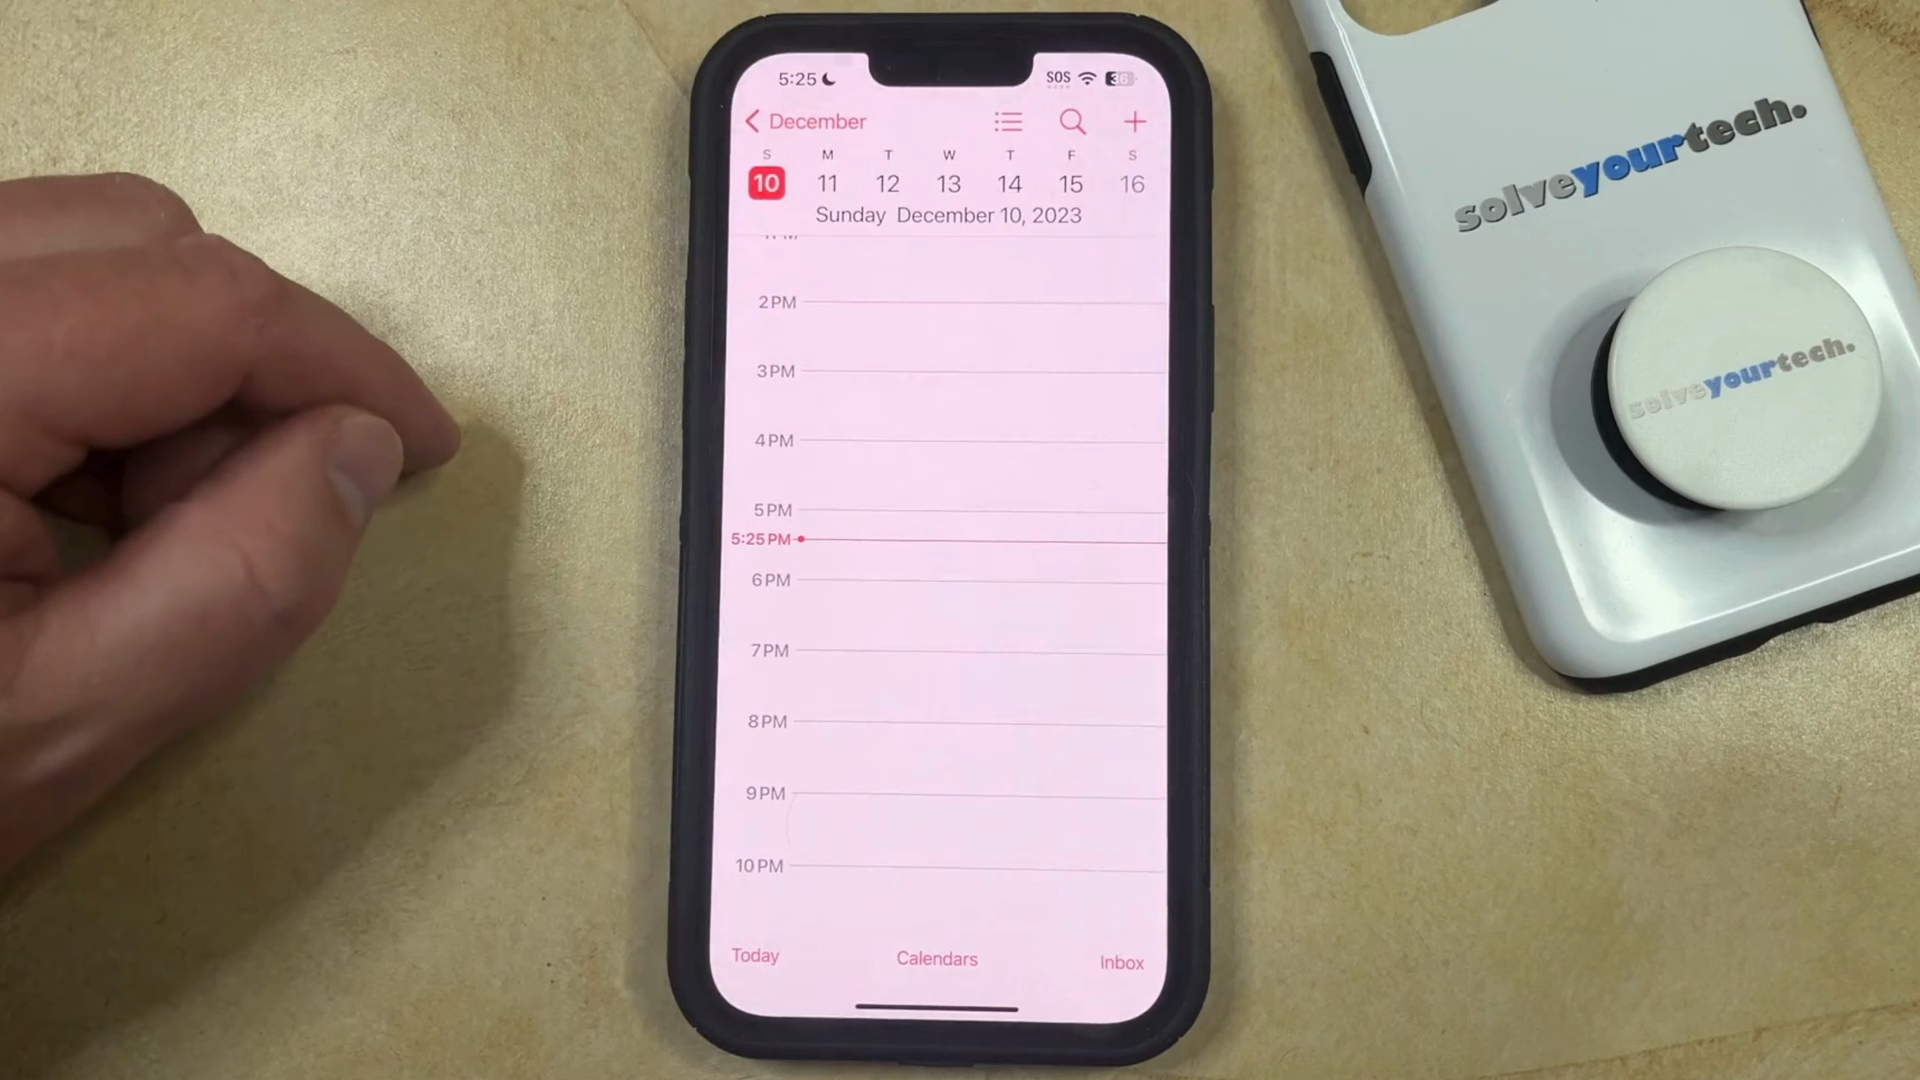 5:25
SOS
36
December
S M T W T F S
10 11 12 13 14 15 16
Sunday December 10, 2023
2 PM
3 PM
4 PM
5 PM
5:25 PM
6 PM
7 PM
8 PM
9 PM
10 PM
Today
Calendars
Inbox
solveyourtech.
solveyourtech.